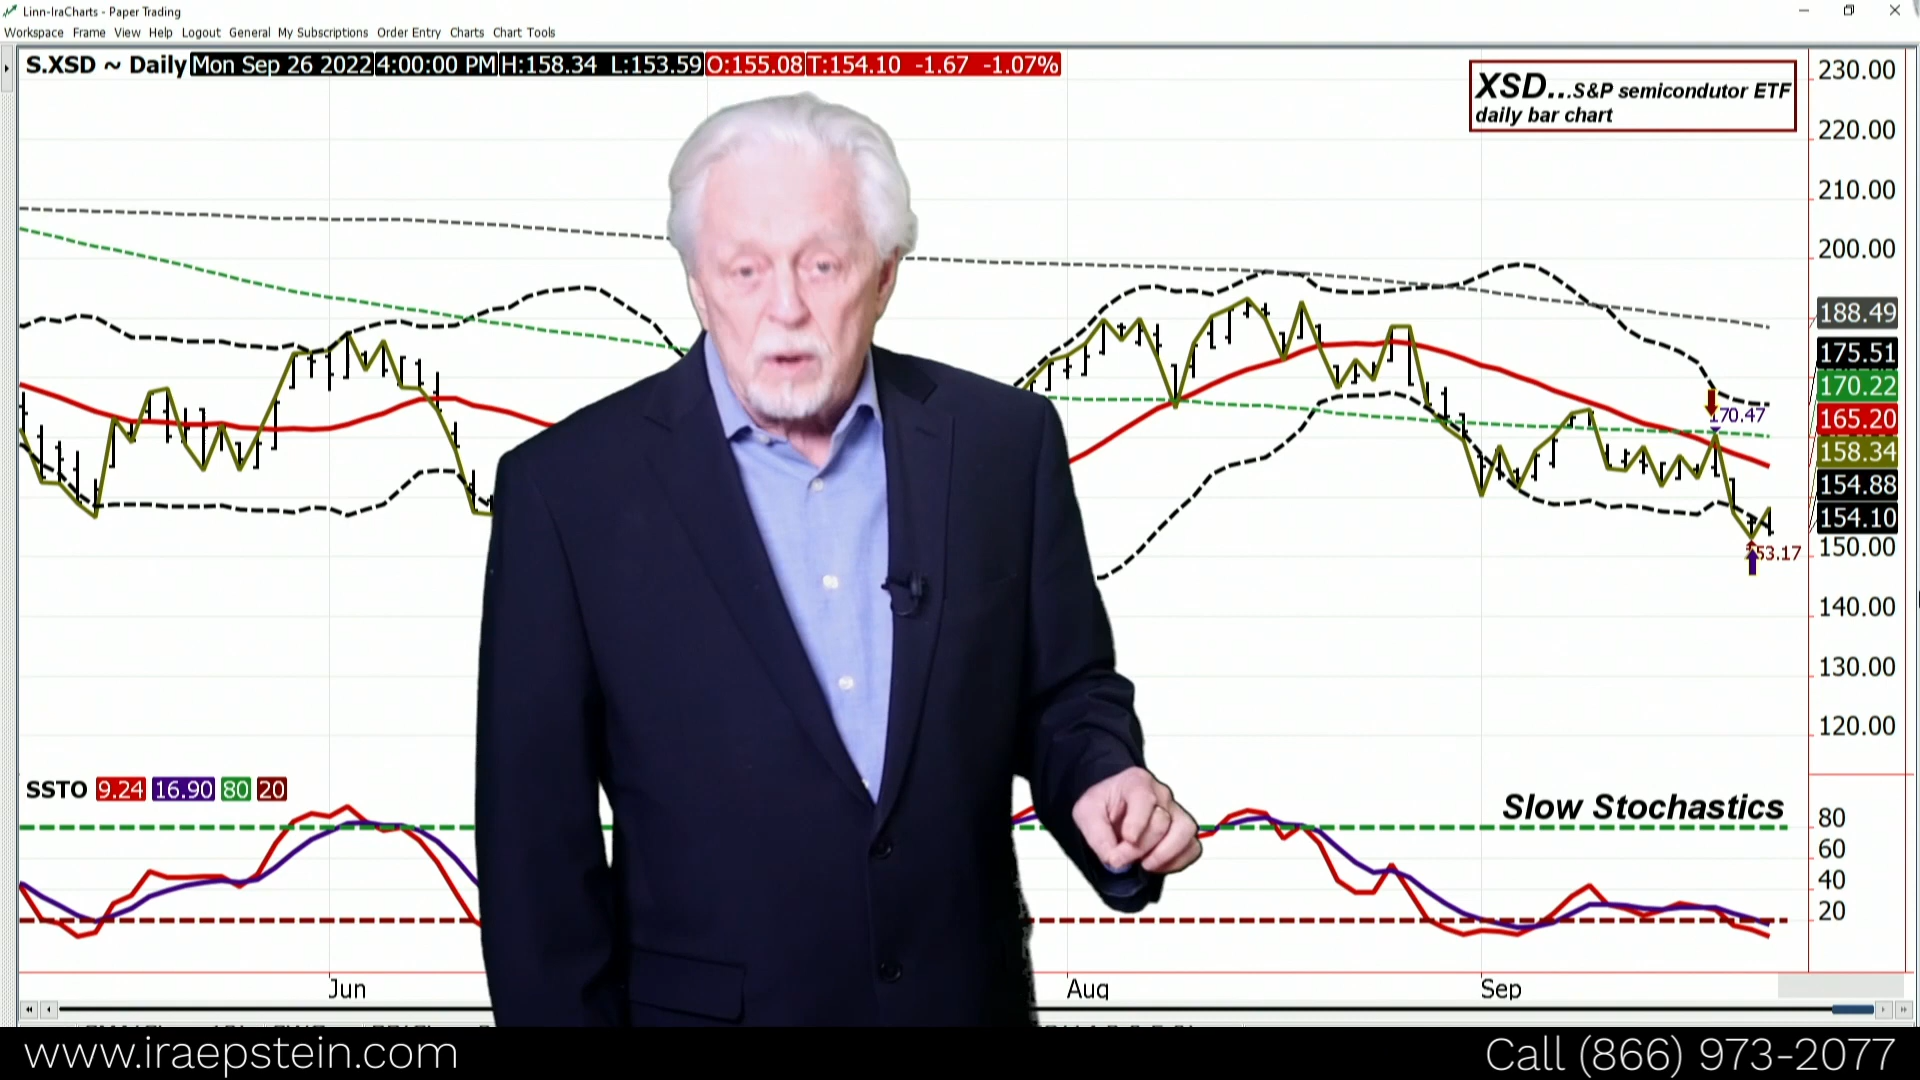 Linn-IraCharts - Paper Trading
Workspace Frame View Help Logout General My Subscriptions Order Entry Charts Chart Tools
S.XSD ~ Daily Mon Sep 26 2022 4:00:00 PM H:158.34 L:153.59 O:155.08 T:154.10 -1.67 -1.07%
XSD...S&P semicondutor ETF
daily bar chart
230.00
220.00
210.00
200.00
188.49
175.51
170.22
165.20
158.34
154.88
154.10
150.00
140.00
130.00
120.00
170.47
53.17
SSTO 9.24 16.90 80 20
Slow Stochastics
80
60
40
20
Jun Aug Sep
www.iraepstein.com Call (866) 973-2077